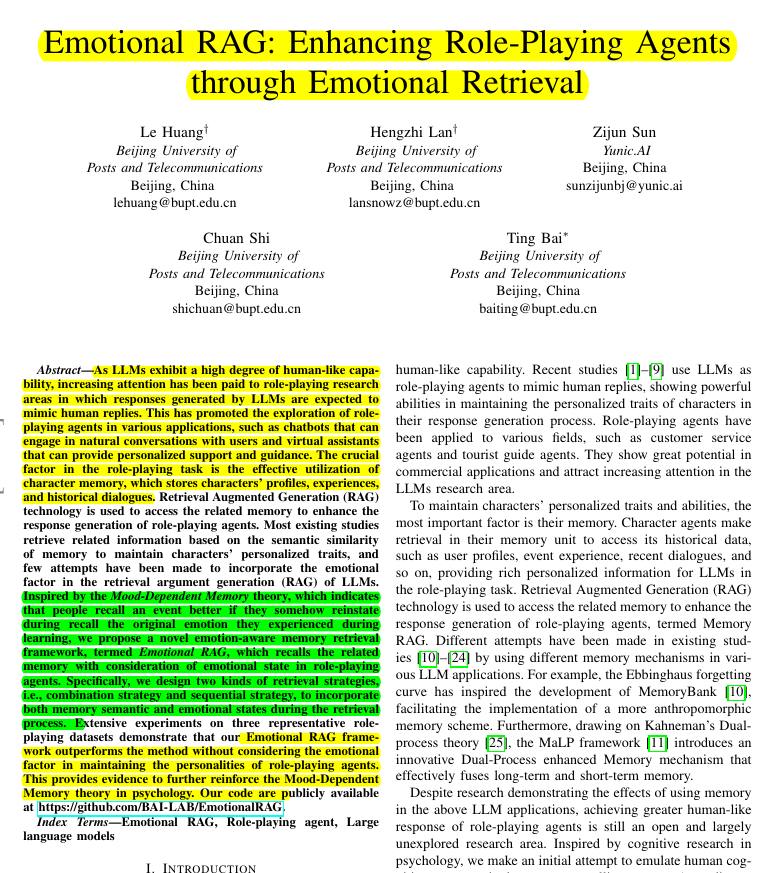 Emotional RAG: Enhancing Role-Playing Agents
through Emotional Retrieval
Le Huang†
Beijing University of
Posts and Telecommunications
Beijing, China
lehuang@bupt.edu.cn
Hengzhi Lan†
Beijing University of
Posts and Telecommunications
Beijing, China
lansnowz@bupt.edu.cn
Zijun Sun
Yunic.AI
Beijing, China
sunzijunbj@yunic.ai
Chuan Shi
Beijing University of
Posts and Telecommunications
Beijing, China
shichuan@bupt.edu.cn
Ting Bai*
Beijing University of
Posts and Telecommunications
Beijing, China
baiting@bupt.edu.cn
Abstract—As LLMs exhibit a high degree of human-like capa-
bility, increasing attention has been paid to role-playing research
areas in which responses generated by LLMs are expected to
mimic human replies. This has promoted the exploration of role-
playing agents in various applications, such as chatbots that can
engage in natural conversations with users and virtual assistants
that can provide personalized support and guidance. The crucial
factor in the role-playing task is the effective utilization of
character memory, which stores characters' profiles, experiences,
and historical dialogues. Retrieval Augmented Generation (RAG)
technology is used to access the related memory to enhance the
response generation of role-playing agents. Most existing studies
retrieve related information based on the semantic similarity
of memory to maintain characters' personalized traits, and
few attempts have been made to incorporate the emotional
factor in the retrieval argument generation (RAG) of LLMs.
Inspired by the Mood-Dependent Memory theory, which indicates
that people recall an event better if they somehow reinstate
during recall the original emotion they experienced during
learning, we propose a novel emotion-aware memory retrieval
framework, termed Emotional RAG, which recalls the related
memory with consideration of emotional state in role-playing
agents. Specifically, we design two kinds of retrieval strategies,
i.e., combination strategy and sequential strategy, to incorporate
both memory semantic and emotional states during the retrieval
process. Extensive experiments on three representative role-
playing datasets demonstrate that our Emotional RAG frame-
work outperforms the method without considering the emotional
factor in maintaining the personalities of role-playing agents.
This provides evidence to further reinforce the Mood-Dependent
Memory theory in psychology. Our code are publicly available
at https://github.com/BAI-LAB/EmotionalRAG.
Index Terms—Emotional RAG, Role-playing agent, Large
language models
I. INTRODUCTION
human-like capability. Recent studies [1]–[9] use LLMs as
role-playing agents to mimic human replies, showing powerful
abilities in maintaining the personalized traits of characters in
their response generation process. Role-playing agents have
been applied to various fields, such as customer service
agents and tourist guide agents. They show great potential in
commercial applications and attract increasing attention in the
LLMs research area.
To maintain characters' personalized traits and abilities, the
most important factor is their memory. Character agents make
retrieval in their memory unit to access its historical data,
such as user profiles, event experience, recent dialogues, and
so on, providing rich personalized information for LLMs in
the role-playing task. Retrieval Augmented Generation (RAG)
technology is used to access the related memory to enhance the
response generation of role-playing agents, termed Memory
RAG. Different attempts have been made in existing stud-
ies [10]–[24] by using different memory mechanisms in vari-
ous LLM applications. For example, the Ebbinghaus forgetting
curve has inspired the development of MemoryBank [10],
facilitating the implementation of a more anthropomorphic
memory scheme. Furthermore, drawing on Kahneman's Dual-
process theory [25], the MaLP framework [11] introduces an
innovative Dual-Process enhanced Memory mechanism that
effectively fuses long-term and short-term memory.
Despite research demonstrating the effects of using memory
in the above LLM applications, achieving greater human-like
response of role-playing agents is still an open and largely
unexplored research area. Inspired by cognitive research in
psychology, we make an initial attempt to emulate human cog-